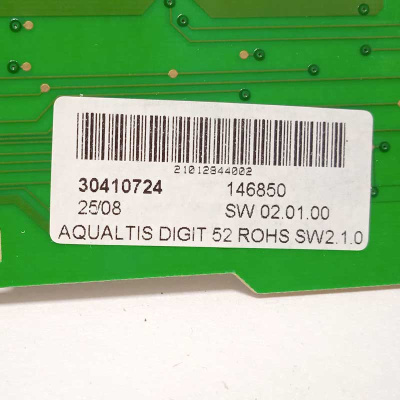 21012844002
30410724 146850
25/08 SW 02.01.00
AQUALTIS DIGIT 52 ROHS SW2.1.0